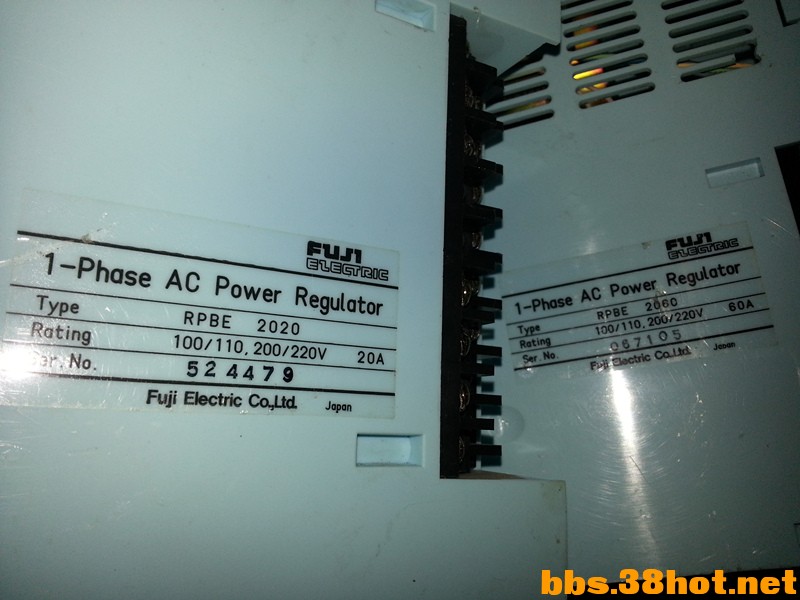 FUJI
ELECTRIC
1-Phase AC Power Regulator
Type RPBE 2020
Rating 100/110, 200/220V 20A
Ser. No. 524479
Fuji Electric Co.,Ltd. Japan
FUJI
ELECTRIC
1-Phase AC Power Regulator
Type RPBE 2060
Rating 100/110, 200/220V 60A
Ser. No. 067105
Fuji Electric Co.,Ltd. Japan
bbs.38hot.net